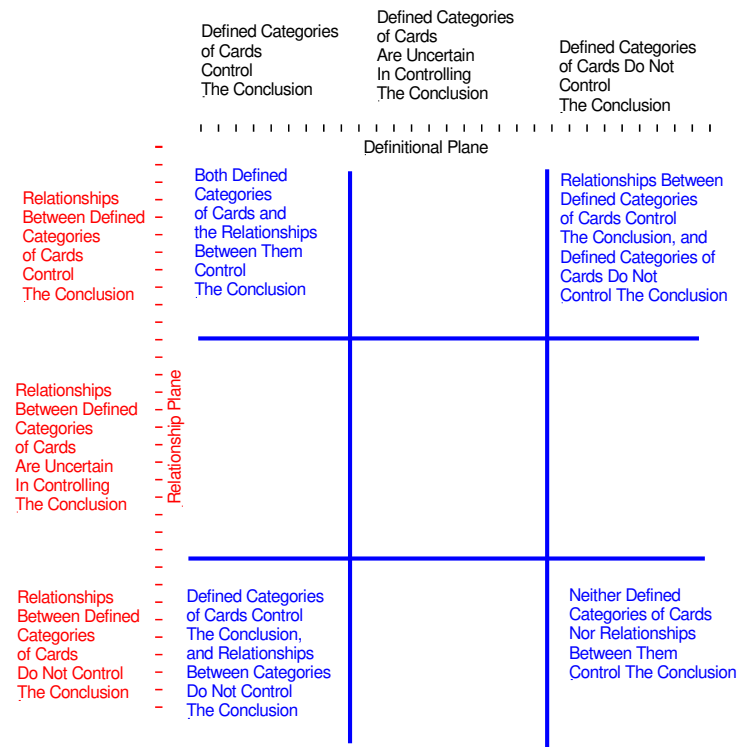 Defined Categories
of Cards
Control
The Conclusion
Defined Categories
of Cards
Are Uncertain
In Controlling
The Conclusion
Defined Categories
of Cards Do Not
Control
The Conclusion
Definitional Plane
Relationships
Between Defined
Categories
of Cards
Control
The Conclusion
Both Defined
Categories
of Cards and
the Relationships
Between Them
Control
The Conclusion
Relationships Between
Defined Categories
of Cards Control
The Conclusion, and
Defined Categories of
Cards Do Not
Control The Conclusion
Relationships
Between Defined
Categories
of Cards
Are Uncertain
In Controlling
The Conclusion
Relationship Plane
Relationships
Between Defined
Categories
of Cards
Do Not Control
The Conclusion
Defined Categories
of Cards Control
The Conclusion,
and Relationships
Between Categories
Do Not Control
The Conclusion
Neither Defined
Categories of Cards
Nor Relationships
Between Them
Control The Conclusion